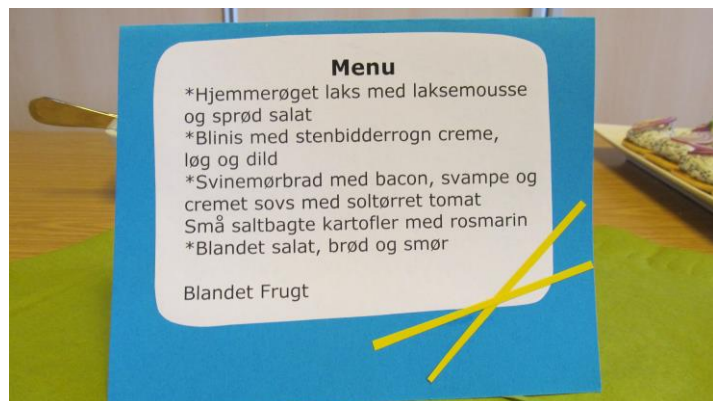 Menu
*Hjemmerøget laks med laksemousse
og sprød salat
*Blinis med stenbidderrogn creme,
løg og dild
*Svinemørbrad med bacon, svampe og
cremet sovs med soltørret tomat
Små saltbagte kartofler med rosmarin
*Blandet salat, brød og smør
Blandet Frugt